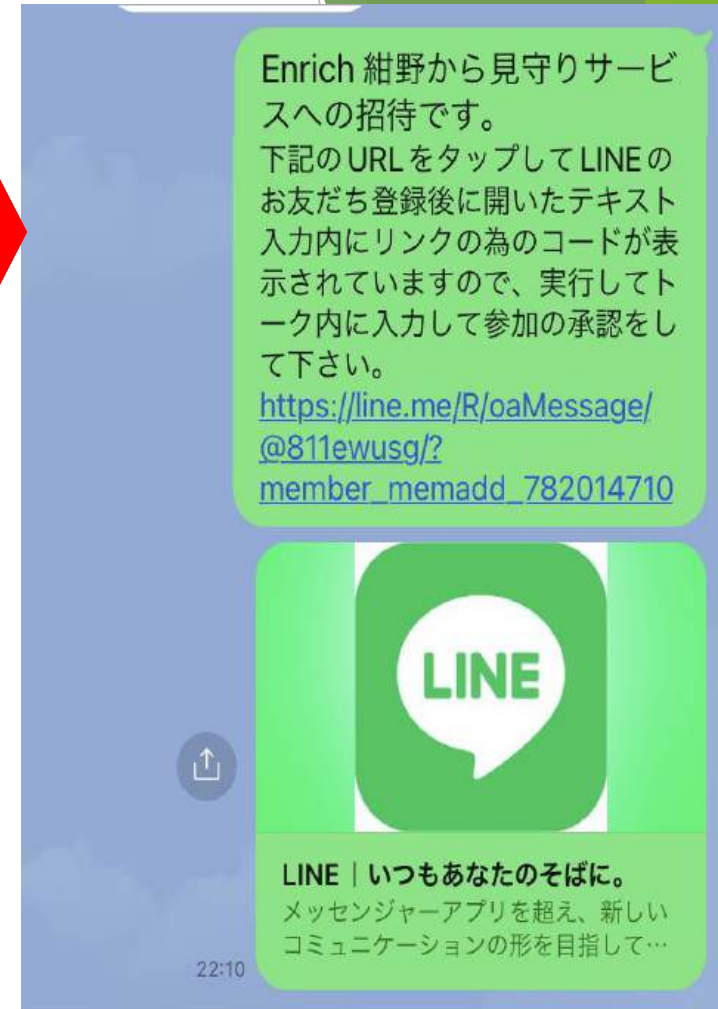 Enrich 紺野から見守りサービ
スへの招待です。
下記のURLをタップしてLINEの
お友だち登録後に開いたテキスト
入力内にリンクの為のコードが表
示されていますので、実行してト
ーク内に入力して参加の承認をし
て下さい。
https://line.me/R/oaMessage/
@811ewusg/?
member_memadd_782014710
LINE
LINE｜いつもあなたのそばに。
メッセンジャーアプリを超え、新しい
コミュニケーションの形を目指して…
22:10